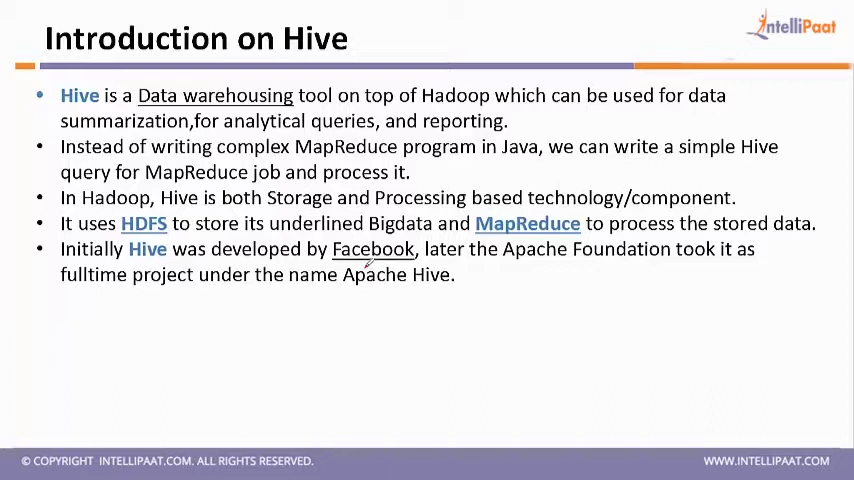 Introduction on Hive
IntelliPaat
• Hive is a Data warehousing tool on top of Hadoop which can be used for data
summarization,for analytical queries, and reporting.
• Instead of writing complex MapReduce program in Java, we can write a simple Hive
query for MapReduce job and process it.
• In Hadoop, Hive is both Storage and Processing based technology/component.
• It uses HDFS to store its underlined Bigdata and MapReduce to process the stored data.
• Initially Hive was developed by Facebook, later the Apache Foundation took it as
fulltime project under the name Apache Hive.
© COPYRIGHT INTELLIPAAT.COM. ALL RIGHTS RESERVED.
WWW.INTELLIPAAT.COM